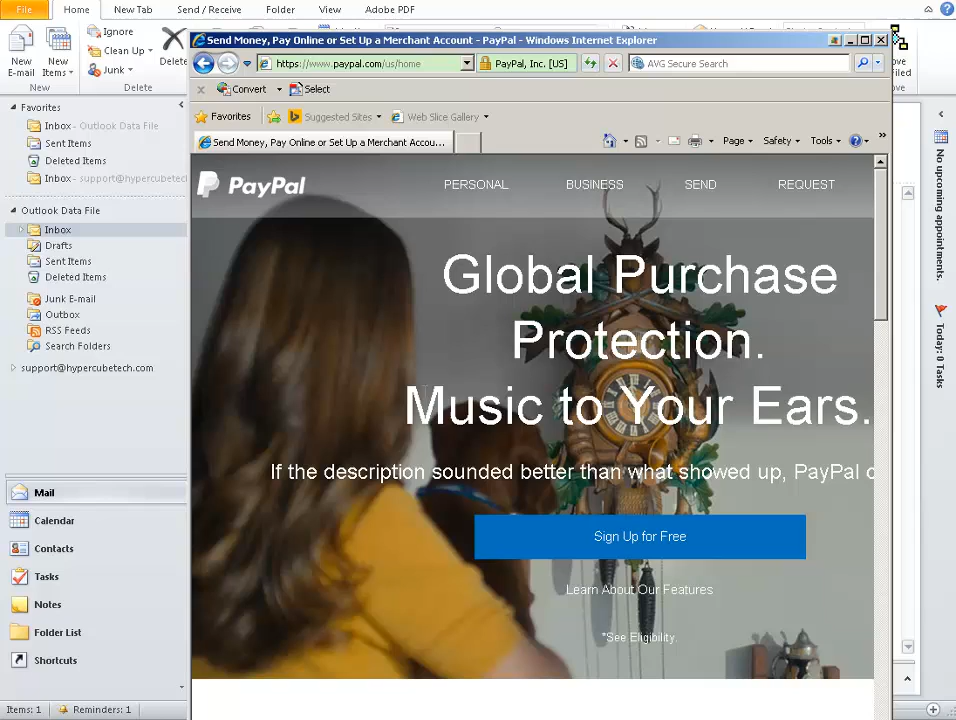 File
Home
New Tab
Send / Receive
Folder
View
Adobe PDF
New E-mail
New Items
New
Ignore
Clean Up
Junk
Delete
Delete
Send Money, Pay Online or Set Up a Merchant Account - PayPal - Windows Internet Explorer
https://www.paypal.com/us/home
PayPal, Inc. [US]
AVG Secure Search
Convert
Select
Favorites
Suggested Sites
Web Slice Gallery
Send Money, Pay Online or Set Up a Merchant Accou...
Page
Safety
Tools
»
PayPal
PERSONAL
BUSINESS
SEND
REQUEST
Global Purchase
Protection.
Music to Your Ears.
If the description sounded better than what showed up, PayPal c
Sign Up for Free
Learn About Our Features
*See Eligibility.
Favorites
Inbox - Outlook Data File
Sent Items
Deleted Items
Inbox - support@hypercubetech
Outlook Data File
Inbox
Drafts
Sent Items
Deleted Items
Junk E-mail
Outbox
RSS Feeds
Search Folders
support@hypercubetech.com
Mail
Calendar
Contacts
Tasks
Notes
Folder List
Shortcuts
Items: 1
Reminders: 1
No upcoming appointments.
Today: 0 Tasks